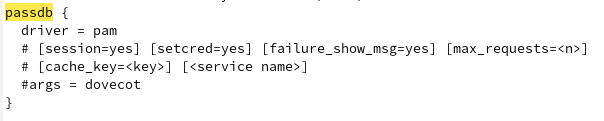 passdb {
  driver = pam
  # [session=yes] [setcred=yes] [failure_show_msg=yes] [max_requests=<n>]
  # [cache_key=<key>] [<service name>]
  #args = dovecot
}